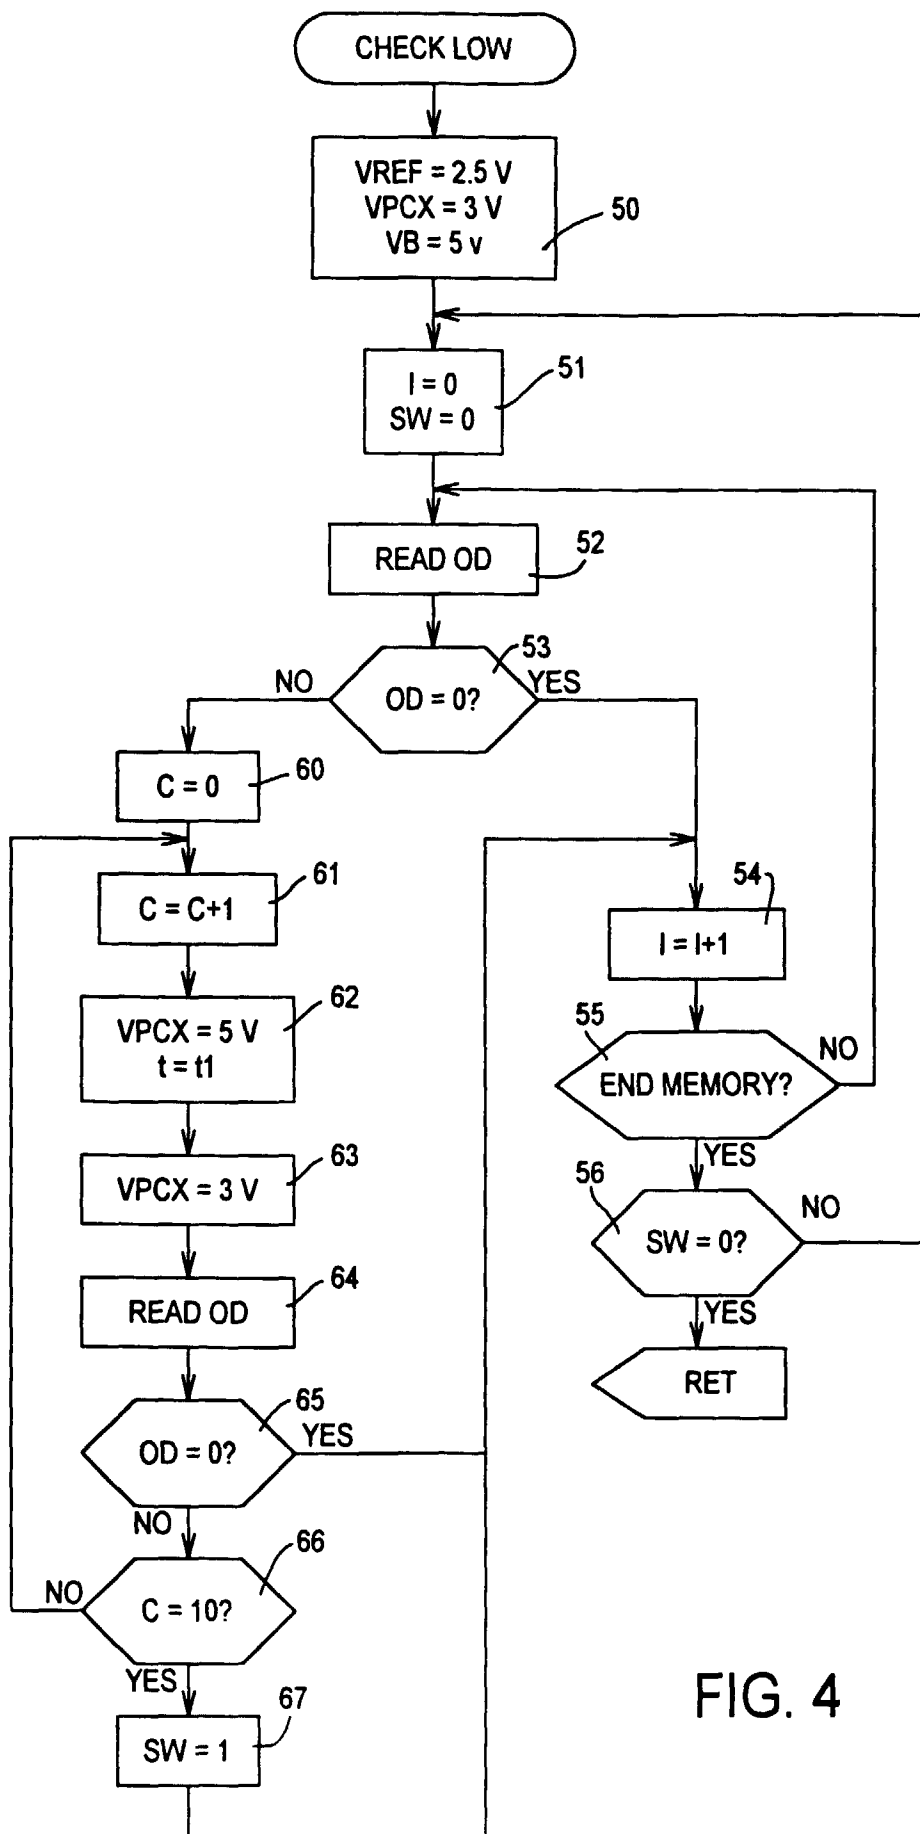 CHECK LOW
VREF = 2.5 V
VPCX = 3 V
VB = 5 v
50
I = 0
SW = 0
51
READ OD
52
53
NO
OD = 0?
YES
C = 0
60
C = C+1
61
54
I = I+1
VPCX = 5 V
t = t1
62
55
END MEMORY?
NO
YES
VPCX = 3 V
63
56
SW = 0?
NO
YES
READ OD
64
RET
65
OD = 0?
YES
NO
66
NO
C = 10?
YES
67
SW = 1
FIG. 4